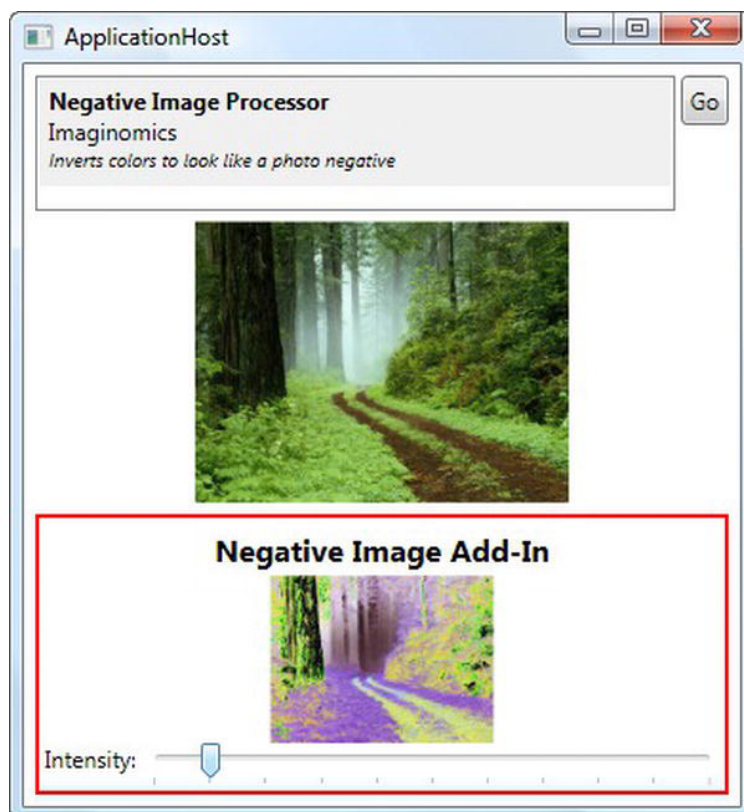 ApplicationHost
Negative Image Processor
Go
Imaginomics
Inverts colors to look like a photo negative
Negative Image Add-In
Intensity: